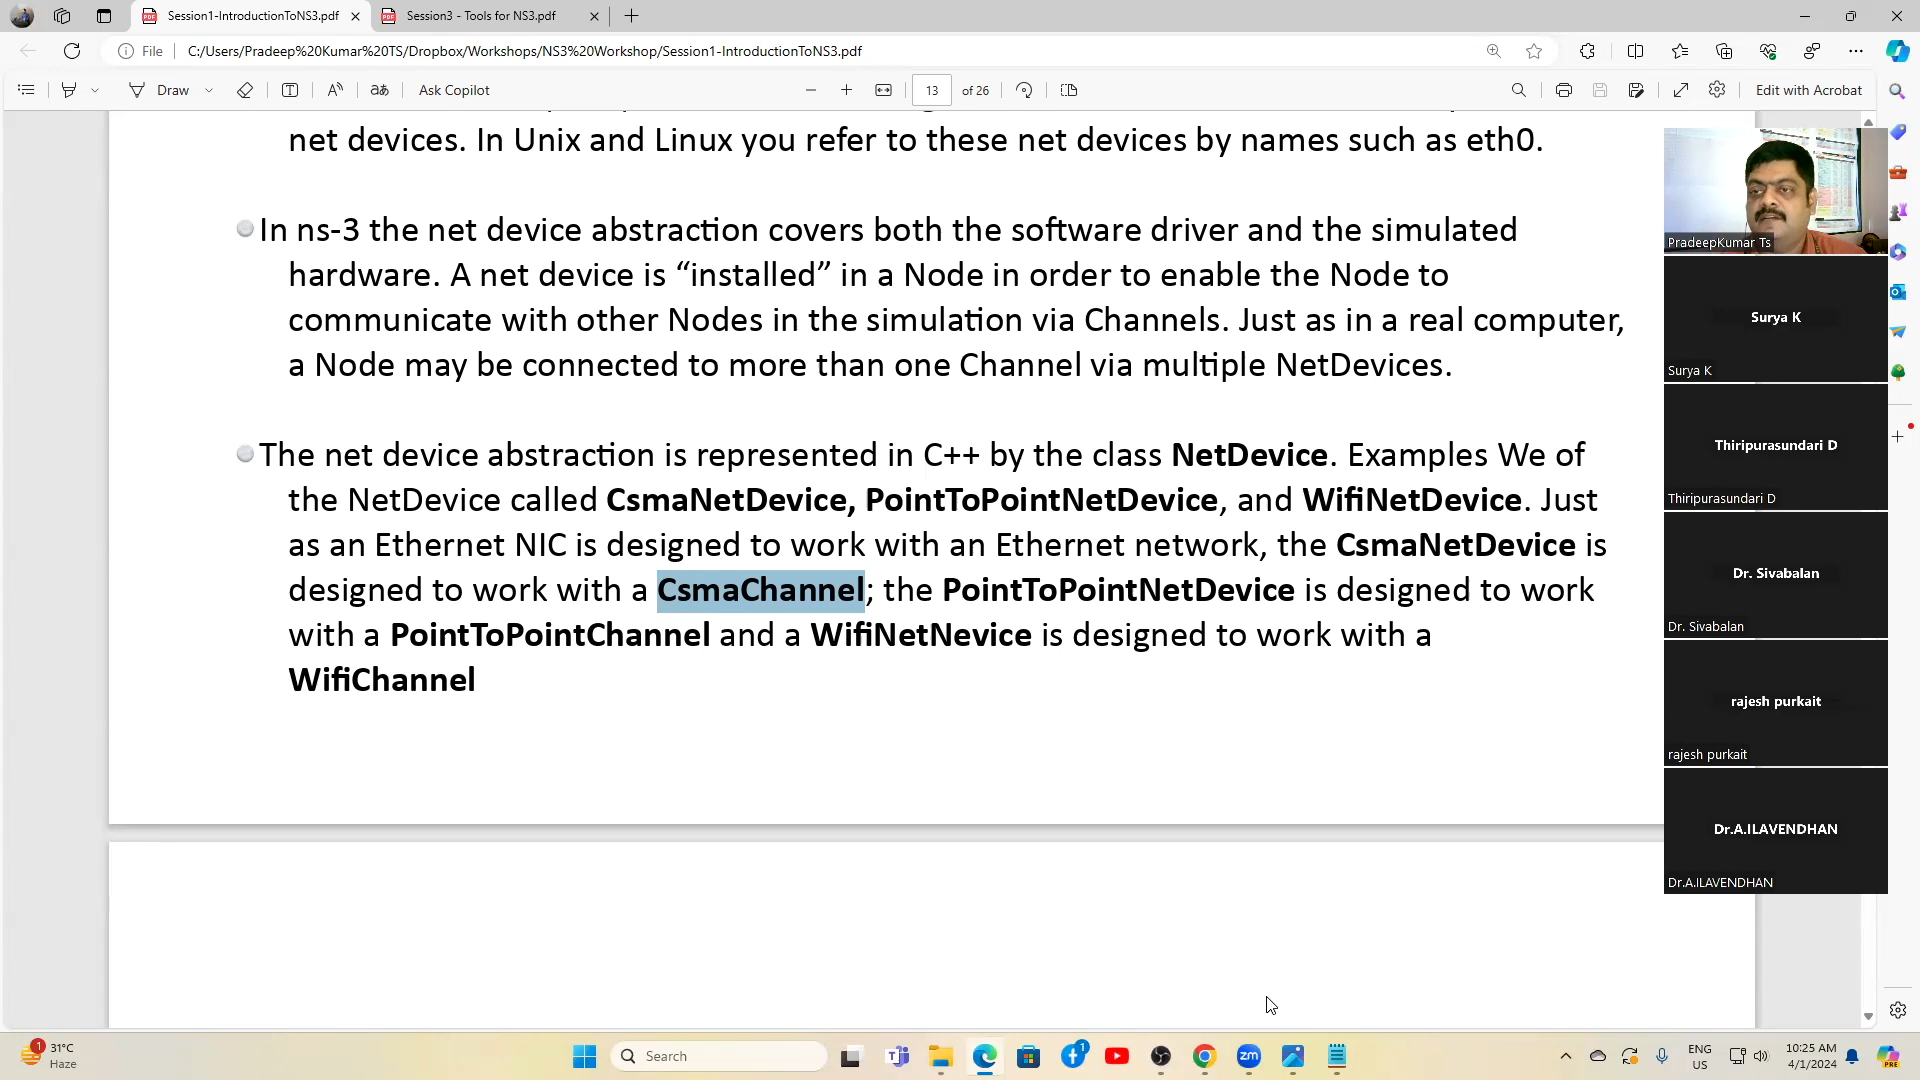 Session1-IntroductionToNS3.pdf
Session3 - Tools for NS3.pdf
File
C:/Users/Pradeep%20Kumar%20TS/Dropbox/Workshops/NS3%20Workshop/Session1-IntroductionToNS3.pdf
Draw
Ask Copilot
13
of 26
Edit with Acrobat
net devices. In Unix and Linux you refer to these net devices by names such as eth0.
In ns-3 the net device abstraction covers both the software driver and the simulated
hardware. A net device is “installed” in a Node in order to enable the Node to
communicate with other Nodes in the simulation via Channels. Just as in a real computer,
a Node may be connected to more than one Channel via multiple NetDevices.
The net device abstraction is represented in C++ by the class NetDevice. Examples We of
the NetDevice called CsmaNetDevice, PointToPointNetDevice, and WifiNetDevice. Just
as an Ethernet NIC is designed to work with an Ethernet network, the CsmaNetDevice is
designed to work with a CsmaChannel; the PointToPointNetDevice is designed to work
with a PointToPointChannel and a WifiNetNevice is designed to work with a
WifiChannel
PradeepKumar Ts
Surya K
Surya K
Thiripurasundari D
Thiripurasundari D
Dr. Sivabalan
Dr. Sivabalan
rajesh purkait
rajesh purkait
Dr.A.ILAVENDHAN
Dr.A.ILAVENDHAN
1
31°C
Haze
Search
1
zm
ENG
US
10:25 AM
4/1/2024
PRE